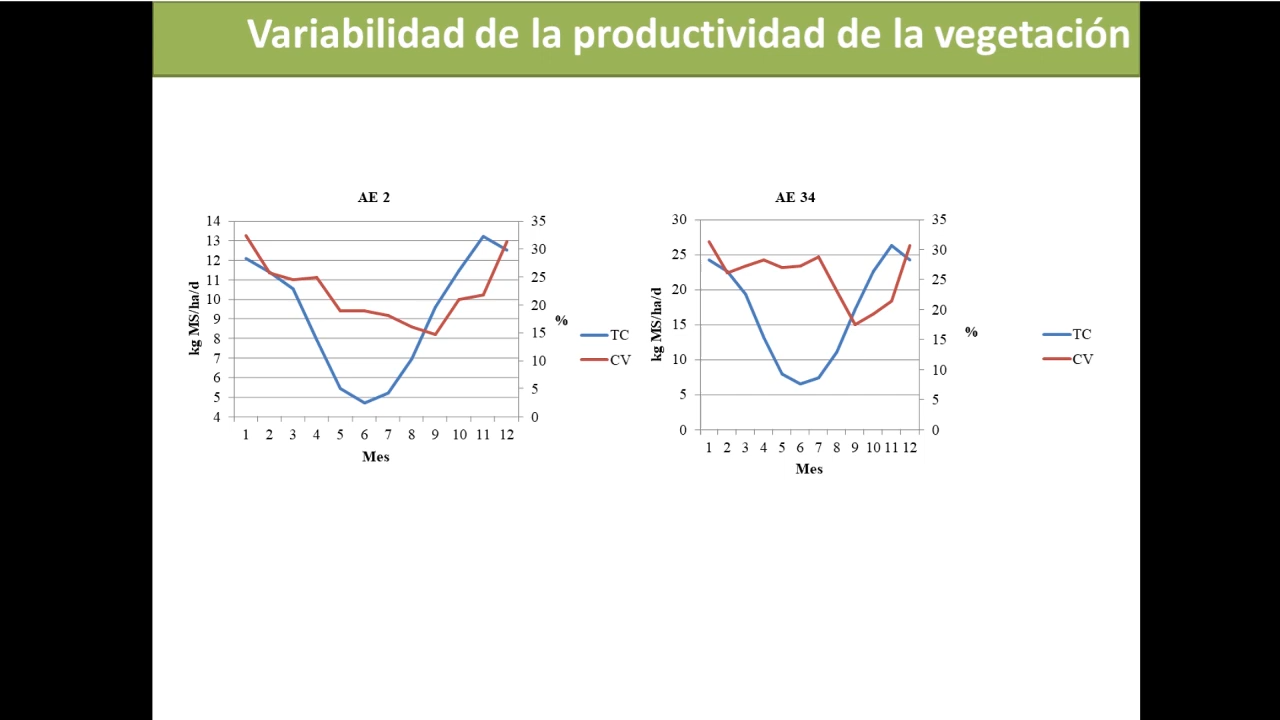 Variabilidad de la productividad de la vegetación
AE 2
14
13
12
11
10
9
8
7
6
5
4
kg MS/ha/d
35
30
25
20
15
10
5
0
%
TC
CV
1 2 3 4 5 6 7 8 9 10 11 12
Mes
AE 34
30
25
20
15
10
5
0
kg MS/ha/d
35
30
25
20
15
10
5
0
%
TC
CV
1 2 3 4 5 6 7 8 9 10 11 12
Mes